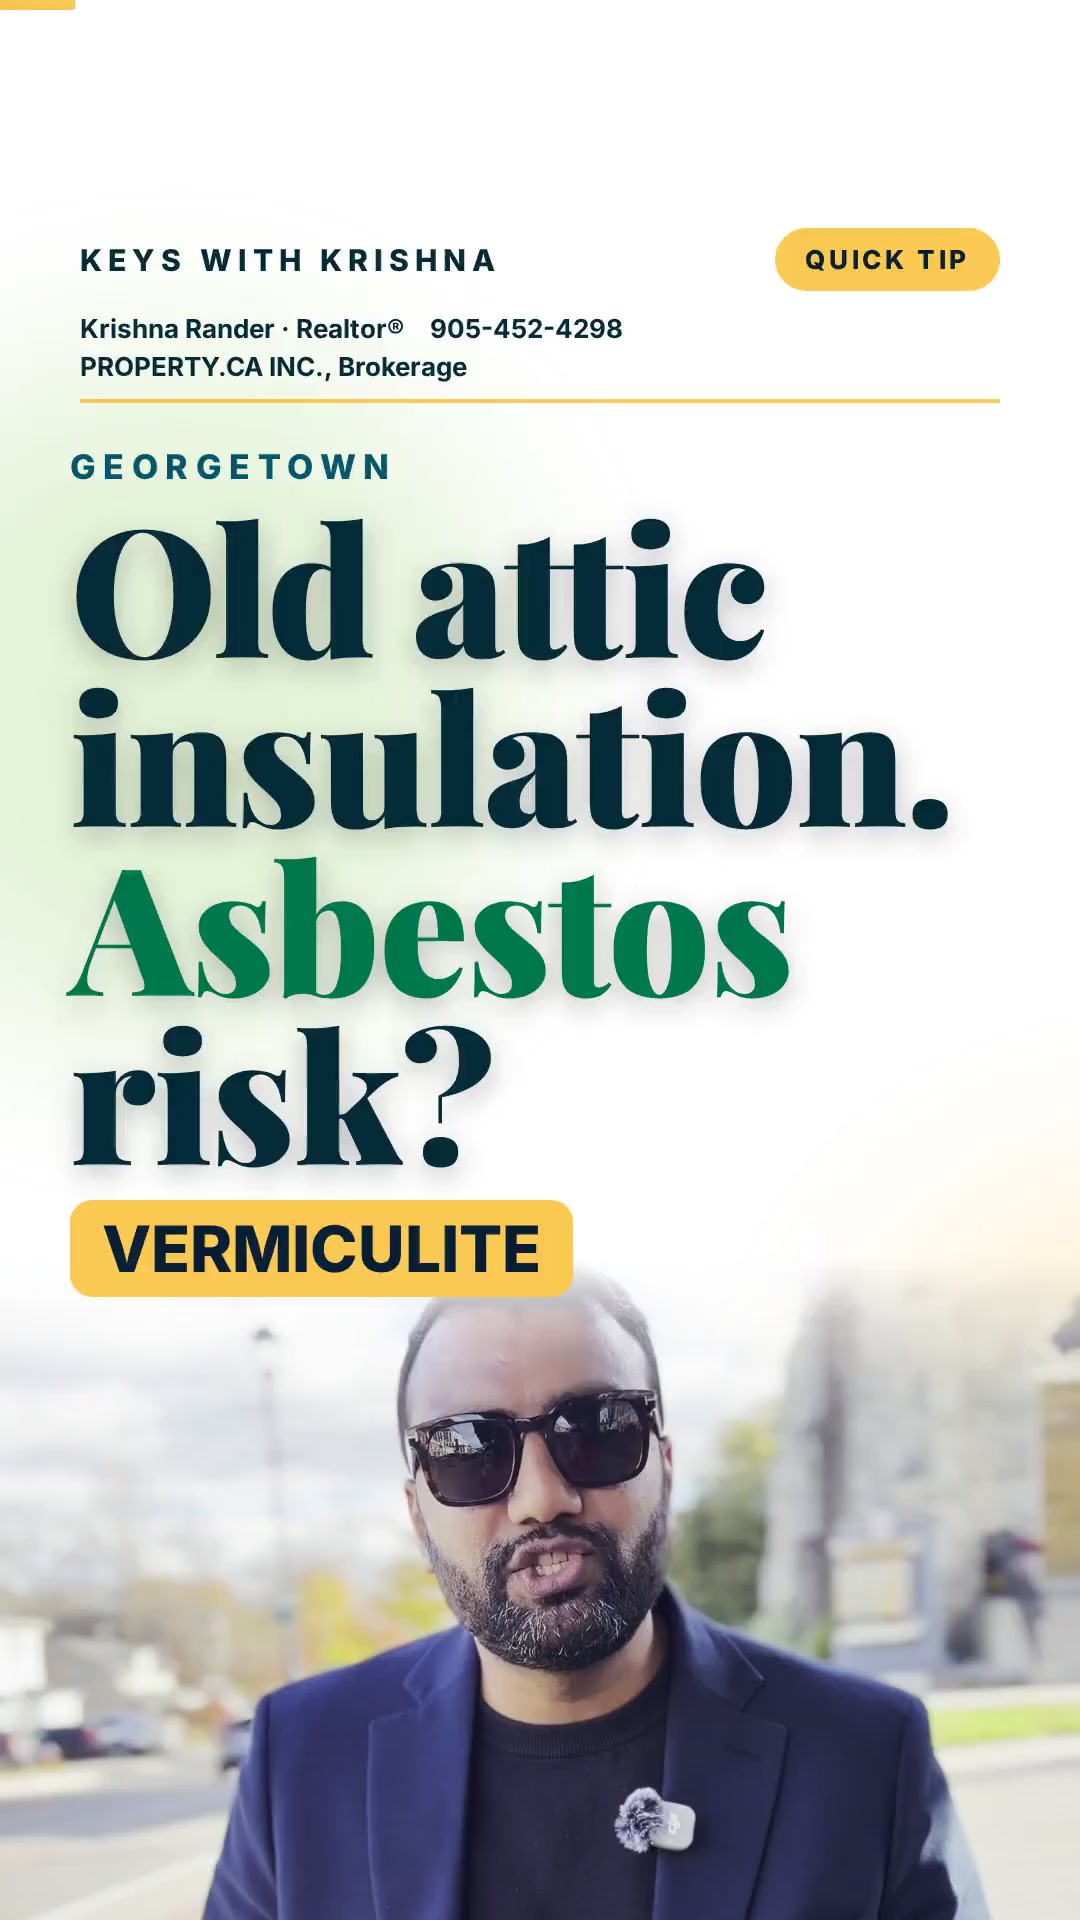 KEYS WITH KRISHNA
QUICK TIP
Krishna Rander · Realtor® 905-452-4298
PROPERTY.CA INC., Brokerage
GEORGETOWN
Old attic
insulation.
Asbestos
risk?
VERMICULITE